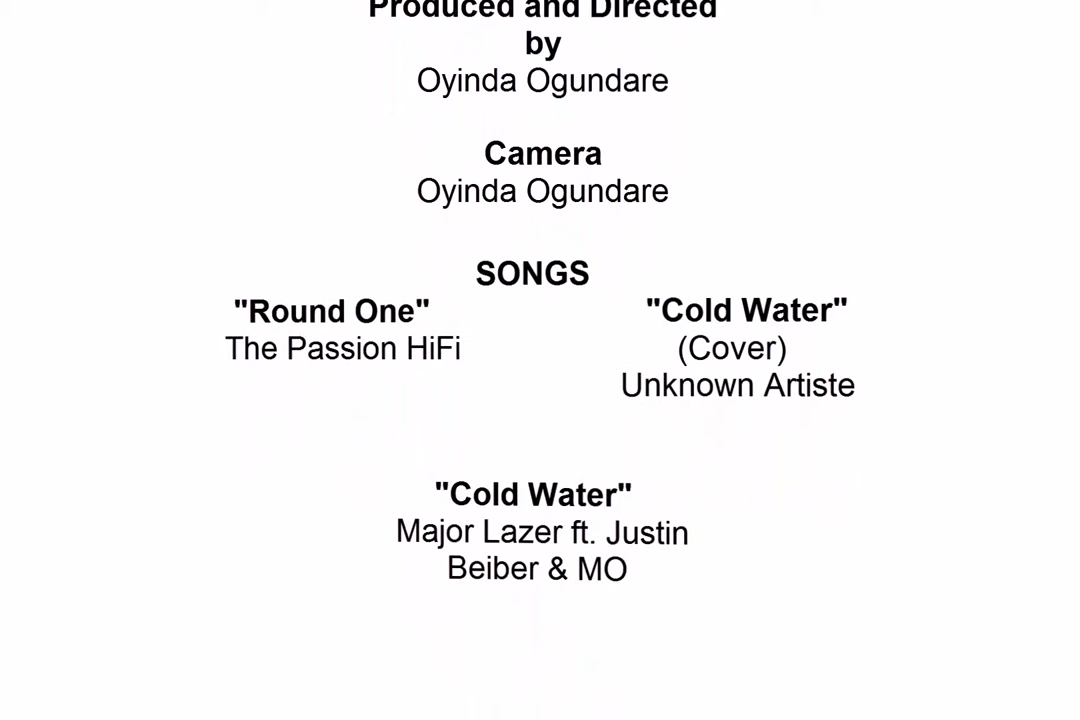 Produced and Directed
by
Oyinda Ogundare
Camera
Oyinda Ogundare
SONGS
"Round One"
The Passion HiFi
"Cold Water"
(Cover)
Unknown Artiste
"Cold Water"
Major Lazer ft. Justin
Beiber & MO